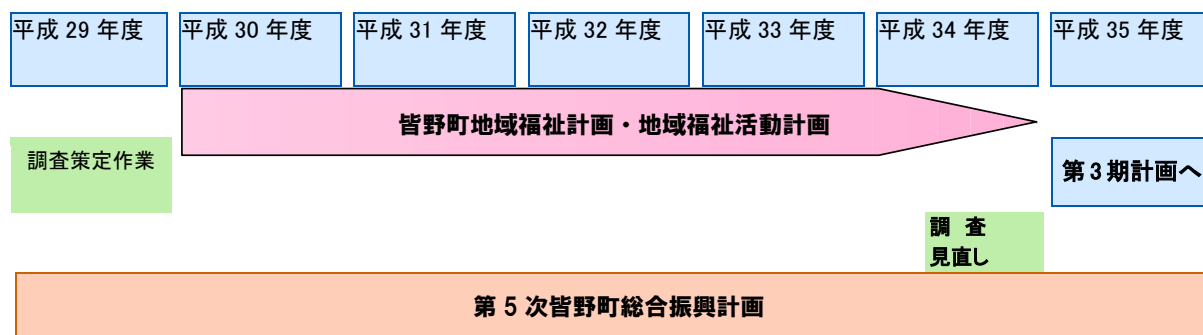 平成 29 年度
平成 30 年度
平成 31 年度
平成 32 年度
平成 33 年度
平成 34 年度
平成 35 年度
皆野町地域福祉計画・地域福祉活動計画
調査策定作業
第３期計画へ
調 査
見直し
第 5 次皆野町総合振興計画